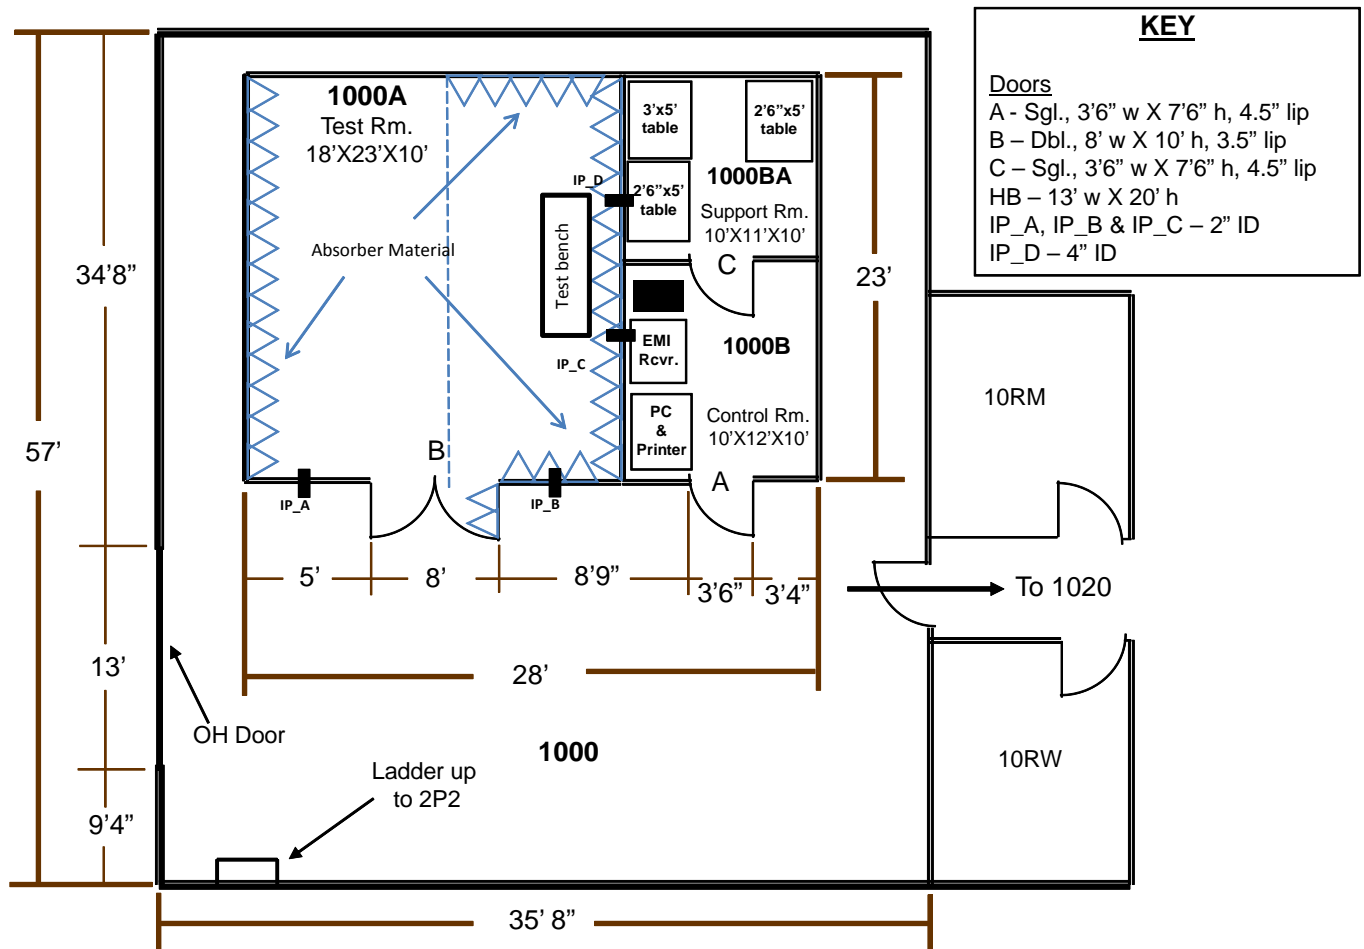 KEY
Doors
A - Sgl., 3’6” w X 7’6” h, 4.5” lip
B – Dbl., 8’ w X 10’ h, 3.5” lip
C – Sgl., 3’6” w X 7’6” h, 4.5” lip
HB – 13’ w X 20’ h
IP_A, IP_B & IP_C – 2” ID
IP_D – 4” ID
1000A
Test Rm.
18’X23’X10’
3’x5’
table
2’6”x5’
table
IP_D
2’6”x5’
table
1000BA
Support Rm.
10’X11’X10’
Absorber Material
Test bench
C
34’8”
23’
EMI
Rcvr.
1000B
IP_C
10RM
PC
&
Printer
Control Rm.
10’X12’X10’
57’
B
A
IP_A
IP_B
5’
8’
8’9”
3’6”
3’4”
To 1020
13’
28’
OH Door
1000
10RW
Ladder up
to 2P2
9’4”
35’ 8”